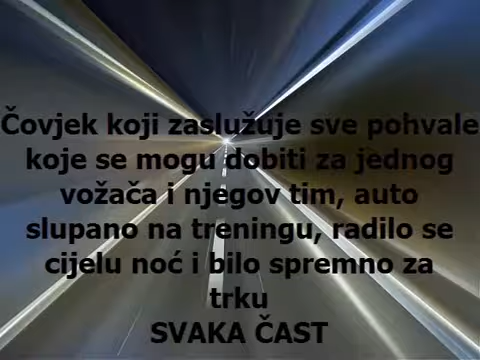 Čovjek koji zaslužuje sve pohvale
koje se mogu dobiti za jednog
vožača i njegov tim, auto
slupano na treningu, radilo se
cijelu noć i bilo spremno za
trku
SVAKA ČAST